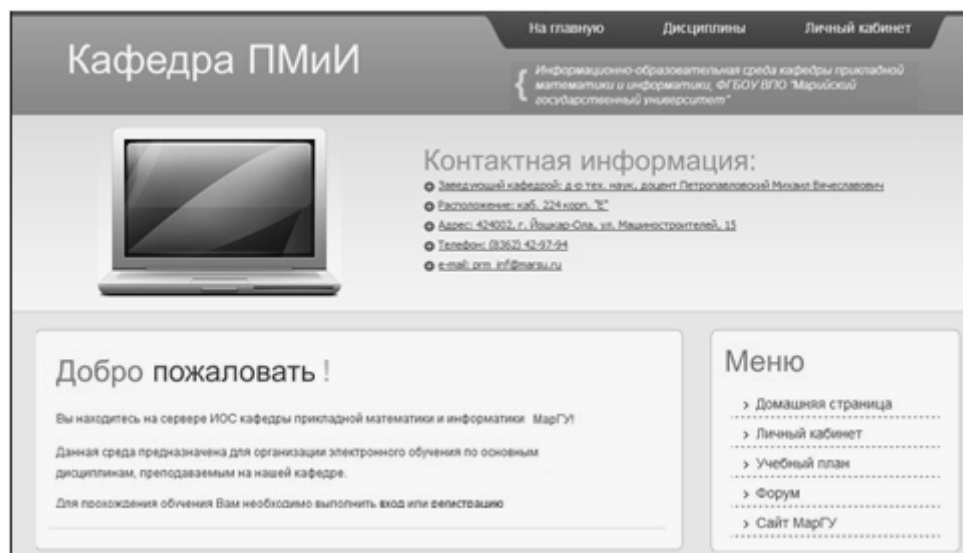 На главную Дисциплины Личный кабинет
Кафедра ПМиИ
Информационно-образовательная среда кафедры прикладной
математики и информатики, ФГБОУ ВПО "Марийский
государственный университет"
Контактная информация:
Заведующий кафедрой: д-р тех. наук, доцент Петропавловский Михаил Вячеславович
Расположение: каб. 224 корп. "Е"
Адрес: 424002, г. Йошкар-Ола, ул. Машиностроителей, 15
Телефон: (8362) 42-97-94
e-mail: prm_inf@marsu.ru
Добро пожаловать !
Вы находитесь на сервере ИОС кафедры прикладной математики и информатики МарГУ!
Данная среда предназначена для организации электронного обучения по основным
дисциплинам, преподаваемым на нашей кафедре.
Для прохождения обучения Вам необходимо выполнить вход или регистрацию
Меню
Домашняя страница
Личный кабинет
Учебный план
Форум
Сайт МарГУ